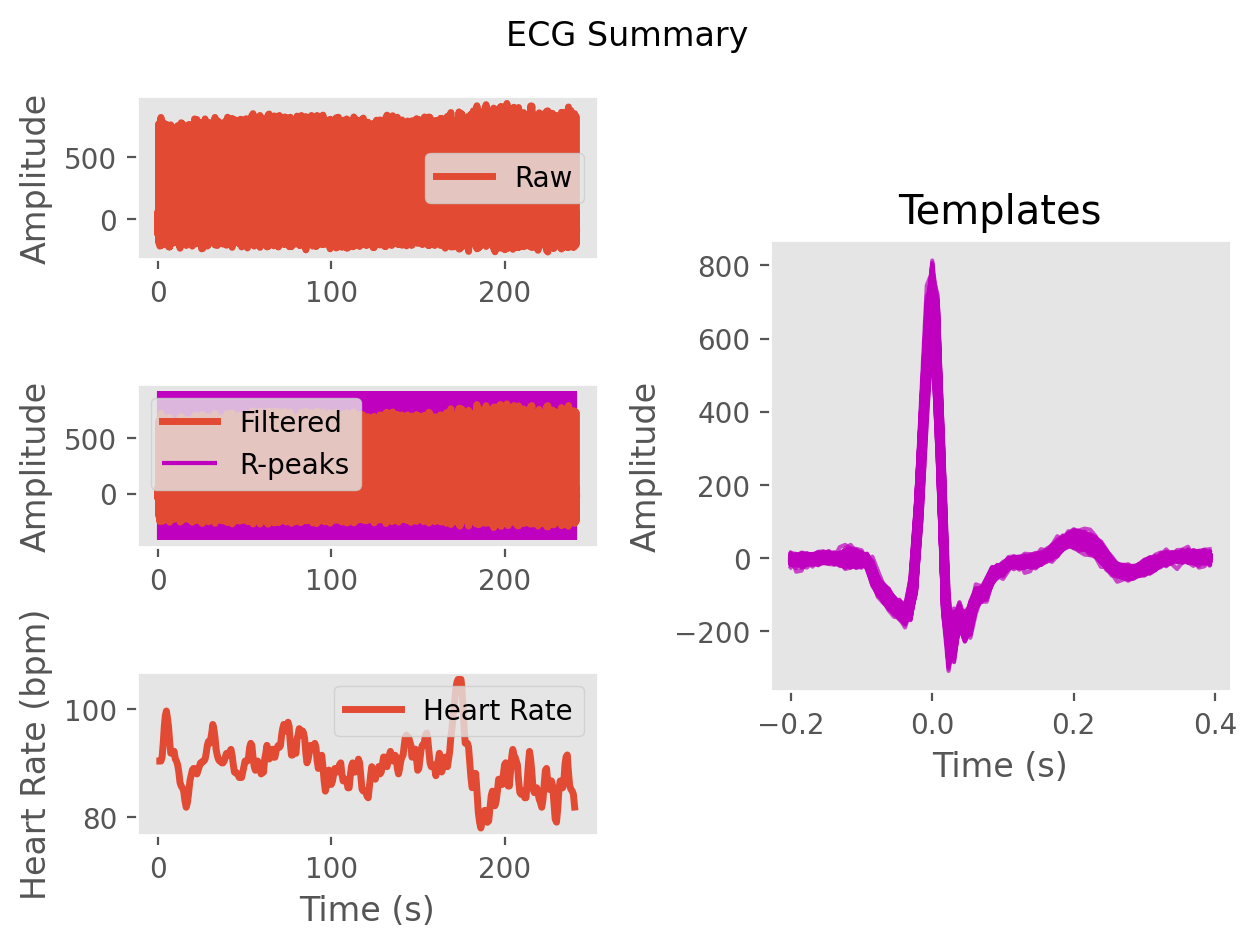 ECG Summary
Amplitude
500
0
Raw
0 100 200
Amplitude
500
0
Filtered
R-peaks
0 100 200
Heart Rate (bpm)
100
80
Heart Rate
0 100 200
Time (s)
Templates
Amplitude
800
600
400
200
0
−200
−0.2 0.0 0.2 0.4
Time (s)